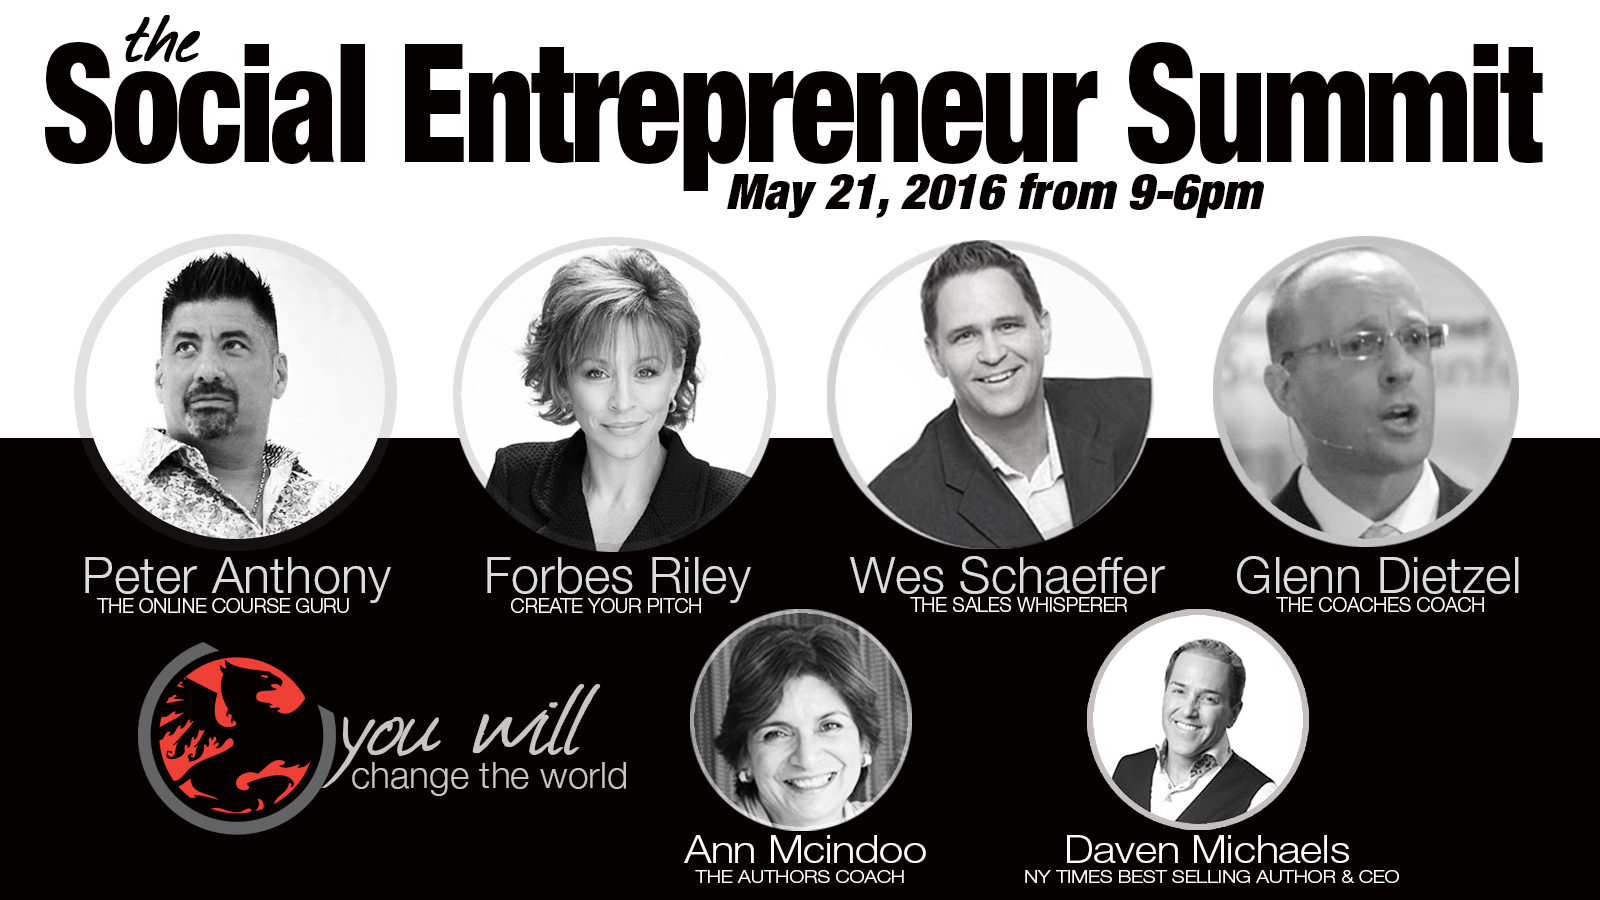 the
Social Entrepreneur Summit
May 21, 2016 from 9-6pm
Peter Anthony
THE ONLINE COURSE GURU
Forbes Riley
CREATE YOUR PITCH
Wes Schaeffer
THE SALES WHISPERER
Glenn Dietzel
THE COACHES COACH
you will
change the world
Ann Mcindoo
THE AUTHORS COACH
Daven Michaels
NY TIMES BEST SELLING AUTHOR & CEO